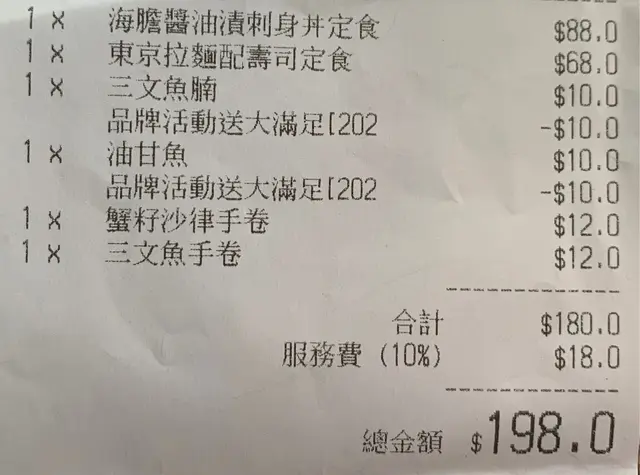 1 x 海膽醬油漬刺身丼定食 $88.0
1 x 東京拉麵配壽司定食 $68.0
1 x 三文魚腩 $10.0
品牌活動送大滿足[202 -$10.0
1 x 油甘魚 $10.0
品牌活動送大滿足[202 -$10.0
1 x 蟹籽沙律手卷 $12.0
1 x 三文魚手卷 $12.0
合計 $180.0
服務費 (10%) $18.0
總金額 $198.0